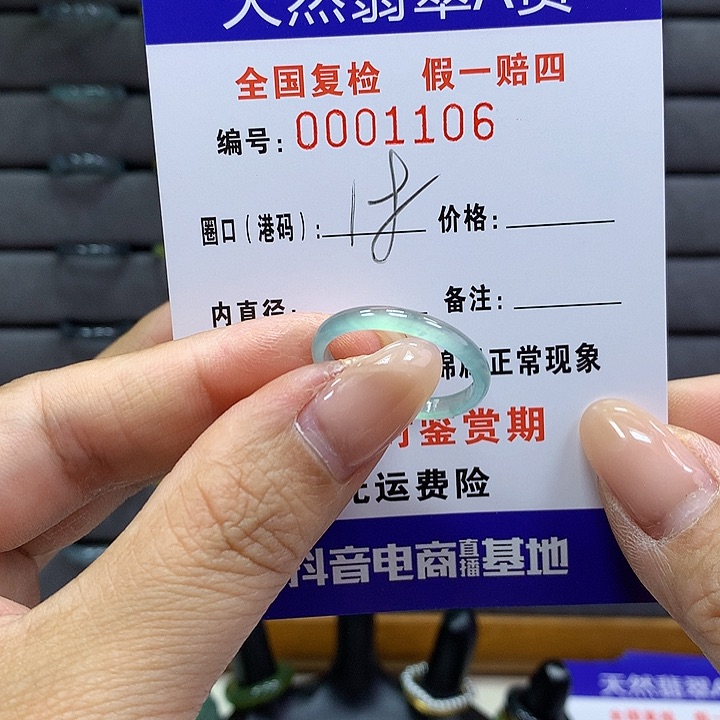 天然翡翠A货
全国复检 假一赔四
编号: 0001106
圈口(港码): 18 价格:
内直径: 备注:
棉 正常现象
鉴赏期
运费险
抖音电商直播基地
天然翡翠A